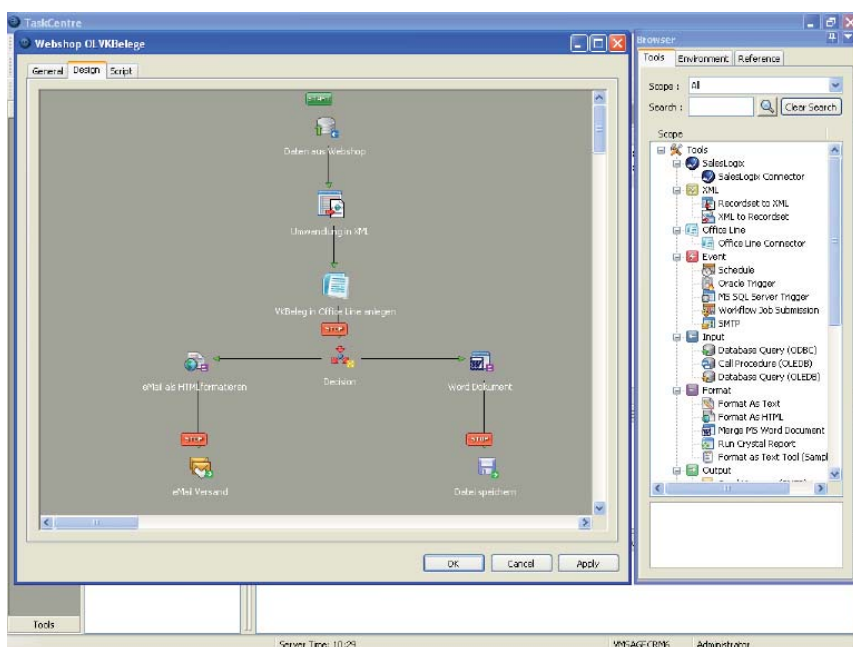 TaskCentre
Webshop OLVKBelege
General Design Script
START
Daten aus Webshop
Umwandlung in XML
VKBeleg in Office Line anlegen
STOP
eMail als HTML formatieren
Decision
Word Dokument
STOP
STOP
eMail Versand
Datei speichern
OK Cancel Apply
Browser
Tools Environment Reference
Scope : All
Search : Clear Search
Scope
Tools
SalesLogix
SalesLogix Connector
XML
Recordset to XML
XML to Recordset
Office Line
Office Line Connector
Event
Schedule
Oracle Trigger
MS SQL Server Trigger
Workflow Job Submission
SMTP
Input
Database Query (ODBC)
Call Procedure (OLEDB)
Database Query (OLEDB)
Format
Format As Text
Format As HTML
Merge MS Word Document
Run Crystal Report
Format as Text Tool (Sampl
Output
Tools
Server Time: 10:29 VMSAGECRM6 Administrator